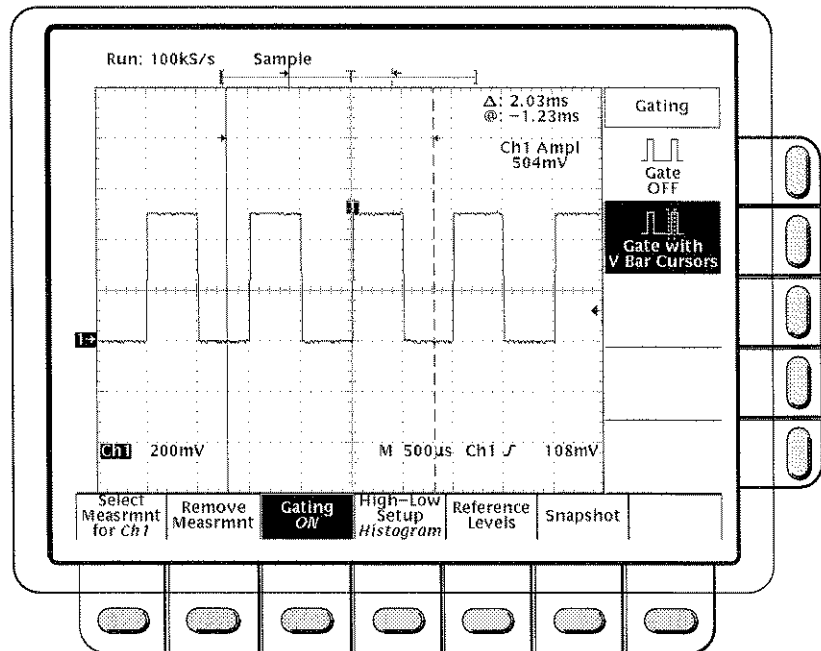 Run: 100kS/s Sample
T
Δ: 2.03ms
@: −1.23ms
Ch1 Ampl
504mV
Gating
Gate
OFF
Gate with
V Bar Cursors
T
1→
Ch1 200mV M 500µs Ch1 ƒ 108mV
Select
Measrmnt
for Ch1
Remove
Measrmnt
Gating
ON
High−Low
Setup
Histogram
Reference
Levels
Snapshot